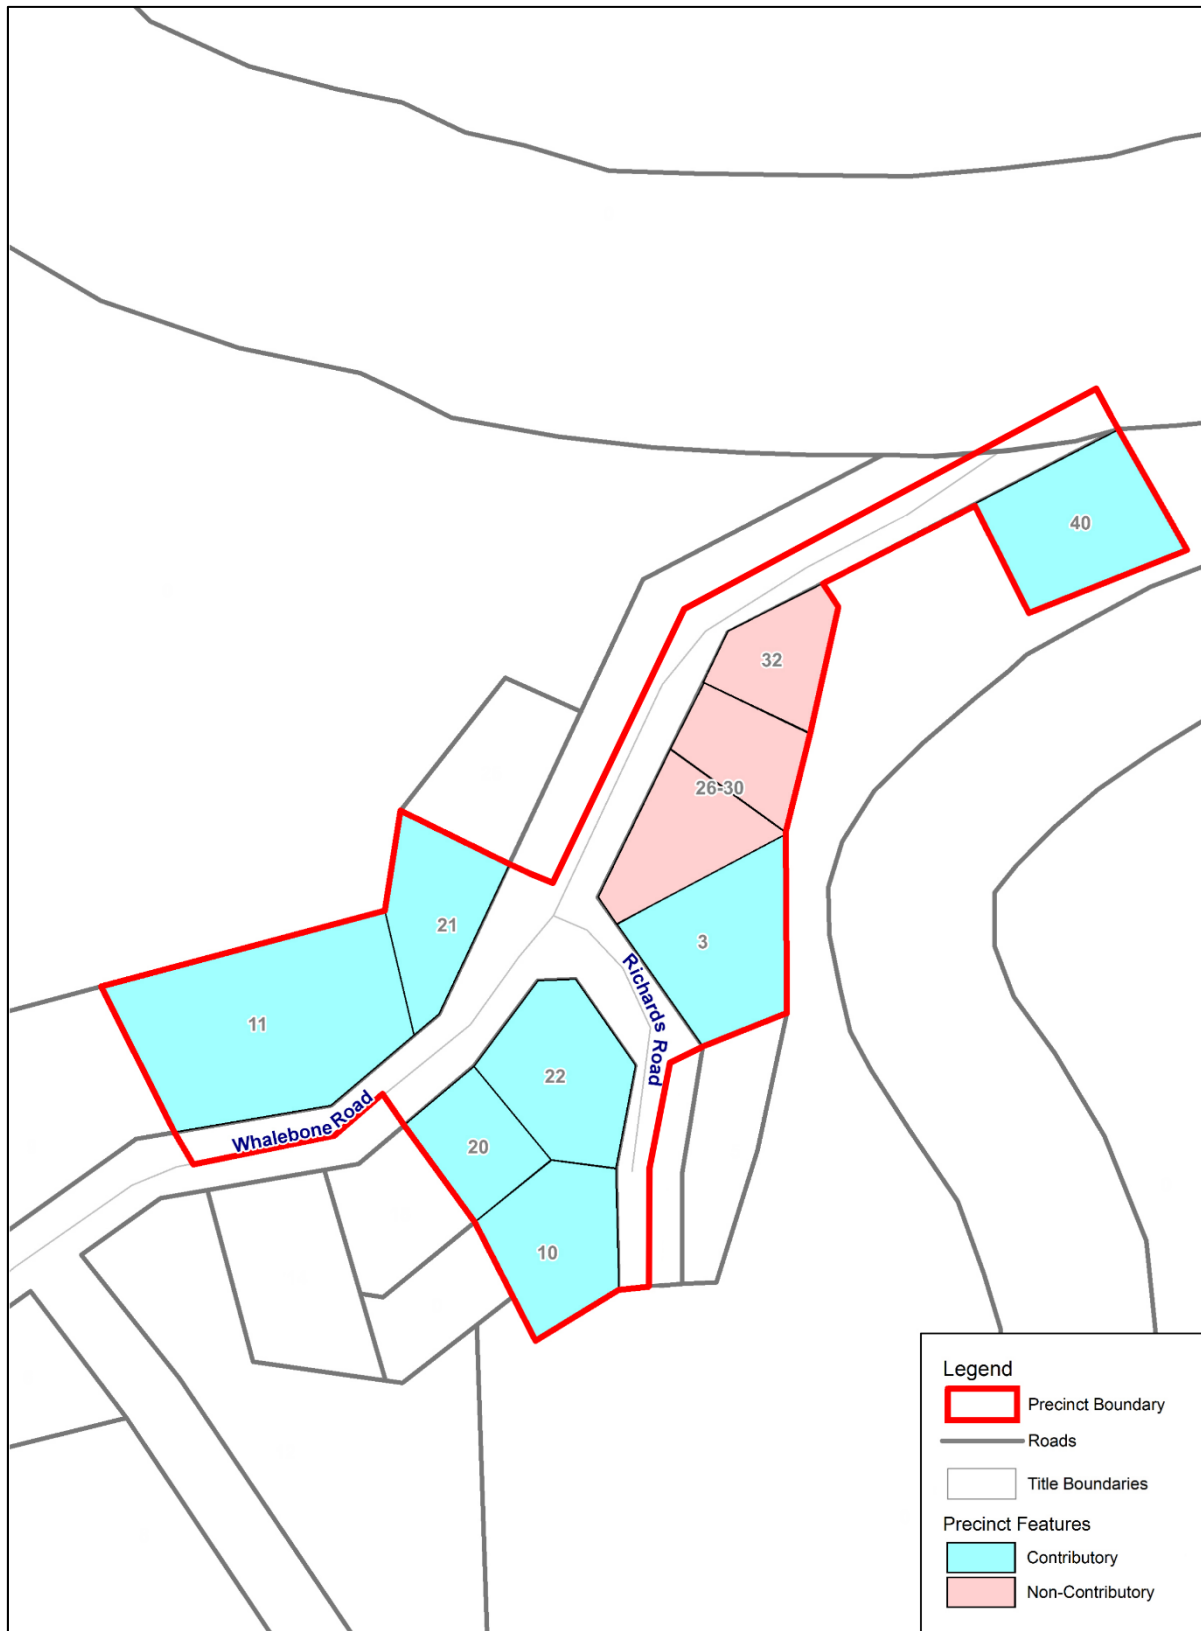 40
32
26-30
21
3
Richards Road
11
22
Whalebone Road
20
10
Legend
Precinct Boundary
Roads
Title Boundaries
Precinct Features
Contributory
Non-Contributory